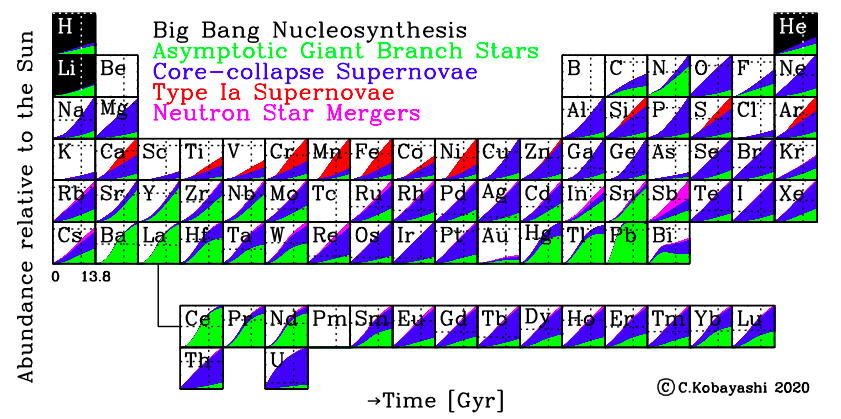 H He
Big Bang Nucleosynthesis
Asymptotic Giant Branch Stars
Core-collapse Supernovae
Type Ia Supernovae
Neutron Star Mergers
Li Be B C N O F Ne
Na Mg Al Si P S Cl Ar
K Ca Sc Ti V Cr Mn Fe Co Ni Cu Zn Ga Ge As Se Br Kr
Rb Sr Y Zr Nb Mo Tc Ru Rh Pd Ag Cd In Sn Sb Te I Xe
Cs Ba La Hf Ta W Re Os Ir Pt Au Hg Tl Pb Bi
0 13.8
Ce Pr Nd Pm Sm Eu Gd Tb Dy Ho Er Tm Yb Lu
Th U
Abundance relative to the Sun
→Time [Gyr]
© C.Kobayashi 2020